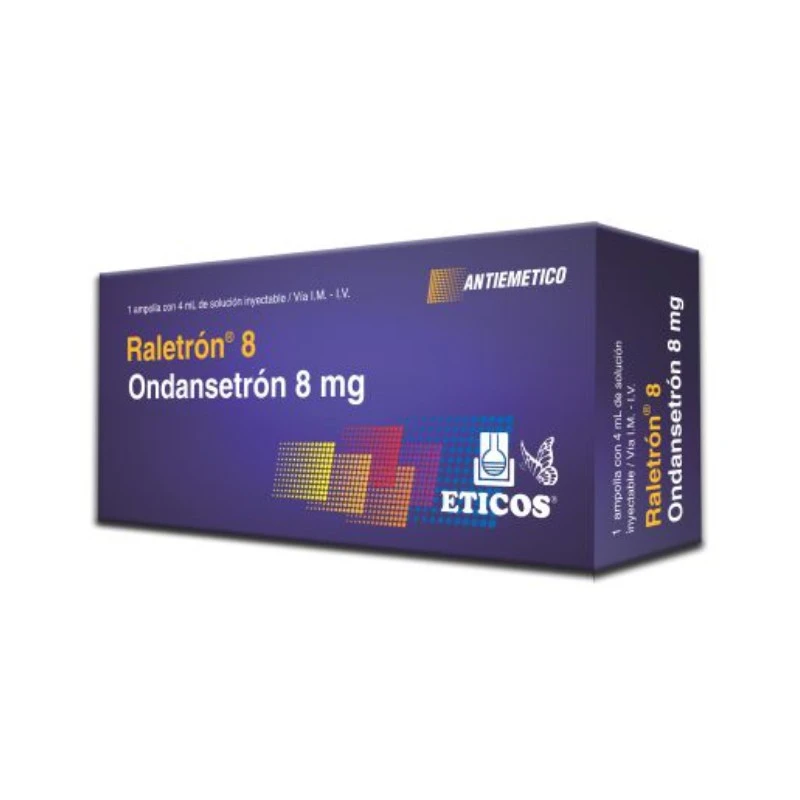 1 ampolla con 4 mL de solución inyectable / Vía I.M. - I.V.
ANTIEMETICO
Raletrón® 8
Ondansetrón 8 mg
ETICOS®
1 ampolla con 4 mL de solución
inyectable / Vía I.M. - I.V.
Raletrón® 8
Ondansetrón 8 mg